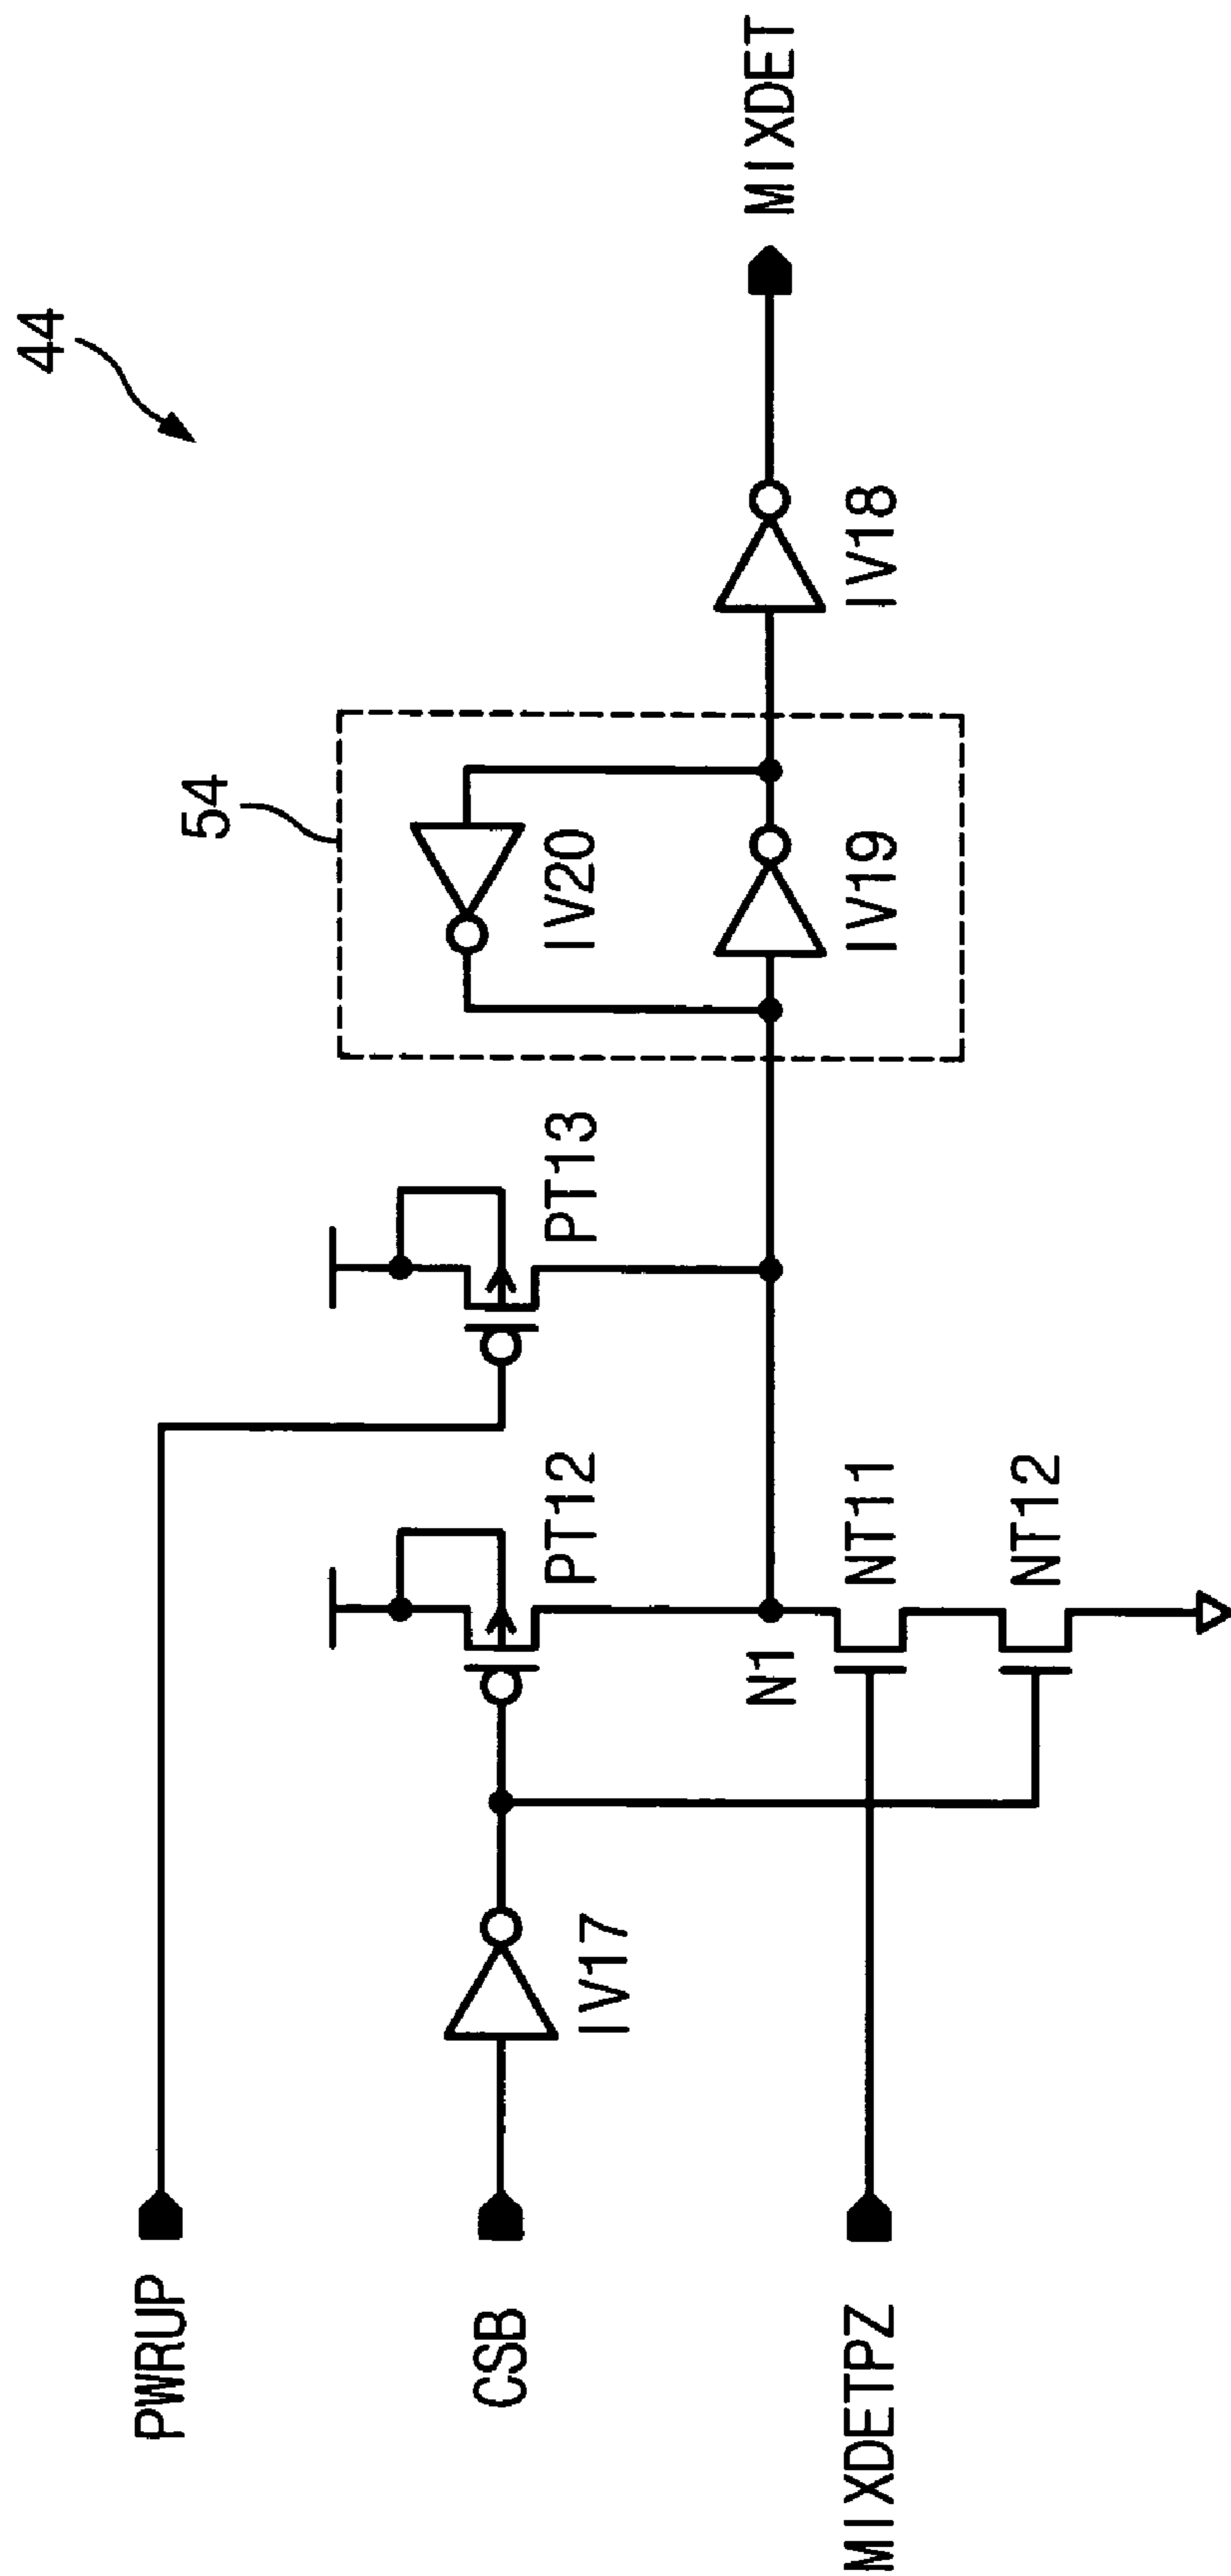 44
PWRUP
54
PT12
PT13
IV20
CSB
IV17
N1
MIXDET
MIXDETPZ
NT11
IV19
IV18
NT12